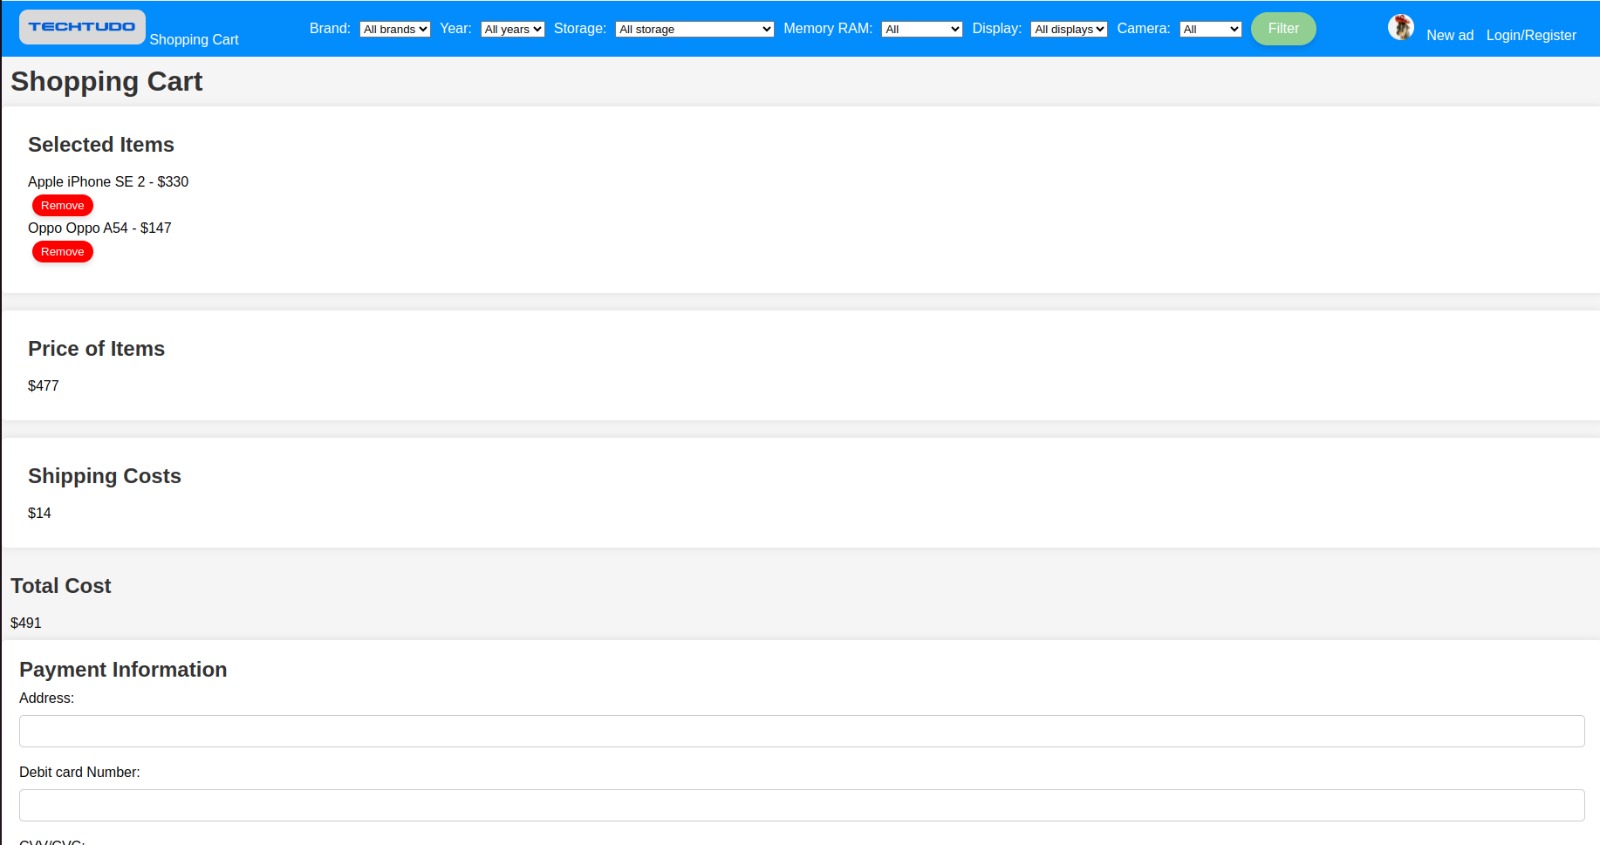 TECHTUDO Shopping Cart Brand: All brands Year: All years Storage: All storage Memory RAM: All Display: All displays Camera: All Filter New ad Login/Register
Shopping Cart
Selected Items
Apple iPhone SE 2 - $330
Remove
Oppo Oppo A54 - $147
Remove
Price of Items
$477
Shipping Costs
$14
Total Cost
$491
Payment Information
Address:
Debit card Number:
CVV/CVC: